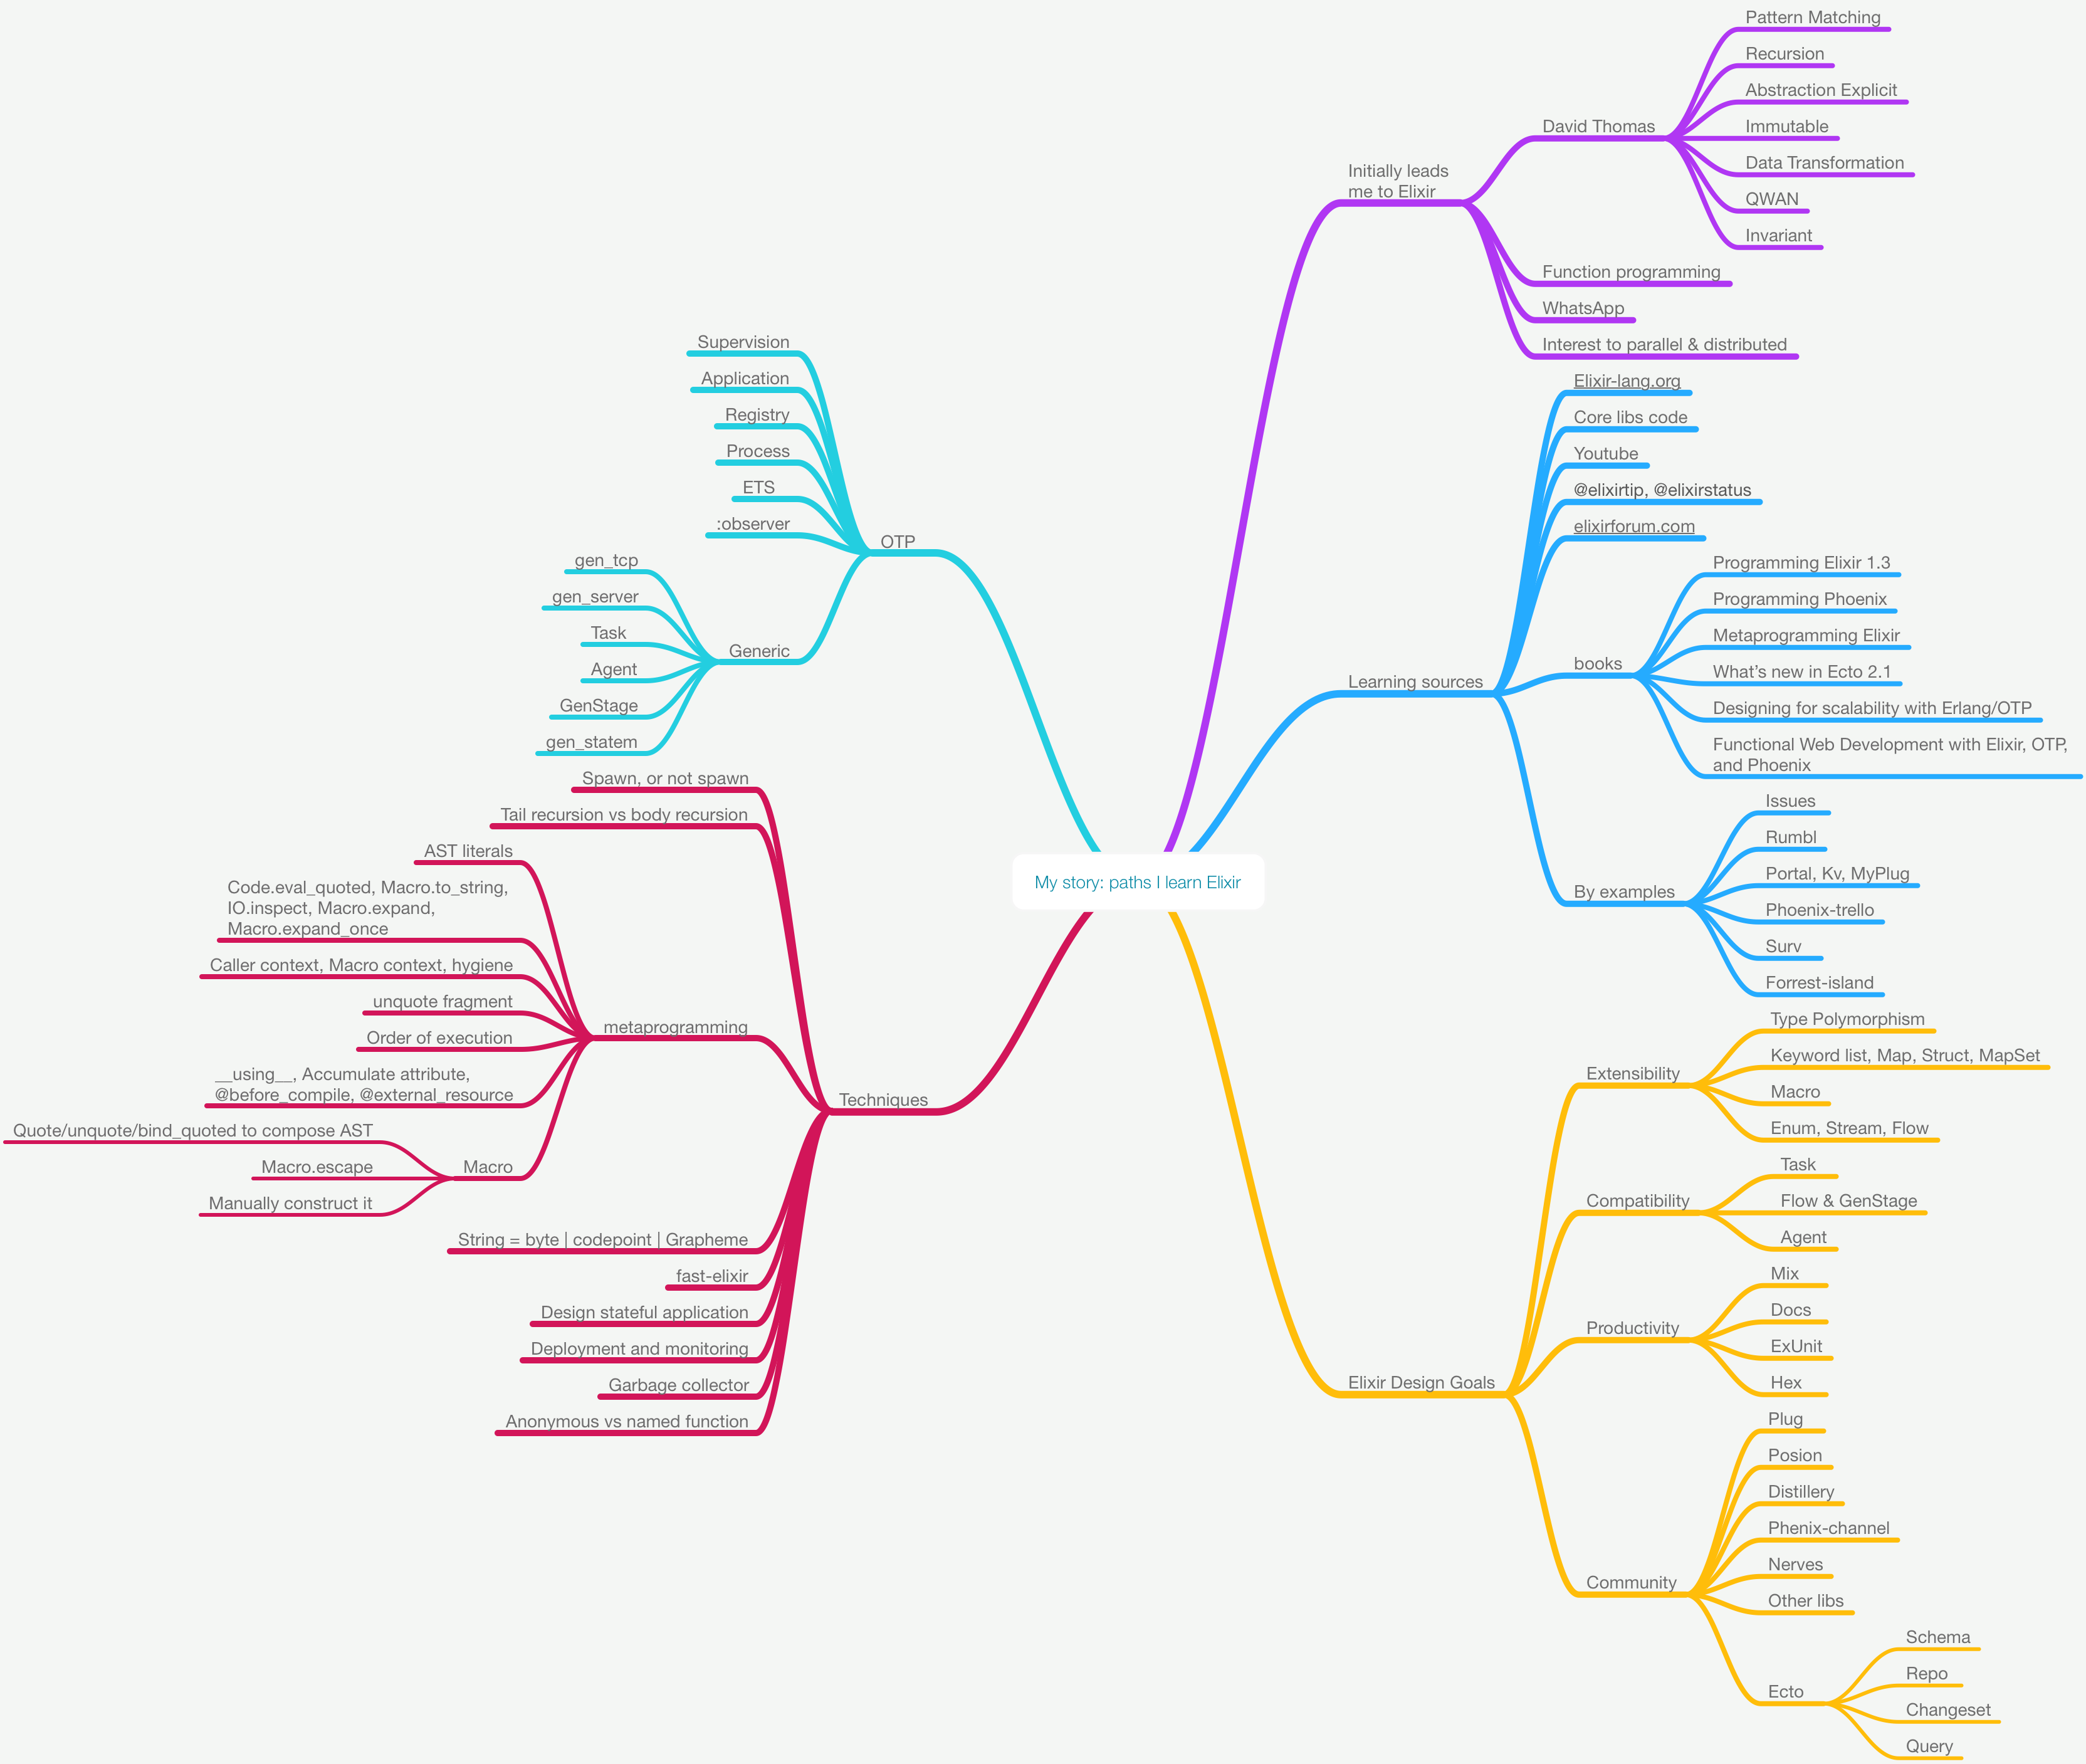 My story: paths I learn Elixir
Initially leads
me to Elixir
David Thomas
Pattern Matching
Recursion
Abstraction Explicit
Immutable
Data Transformation
QWAN
Invariant
Function programming
WhatsApp
Interest to parallel & distributed
Learning sources
Elixir-lang.org
Core libs code
Youtube
@elixirtip, @elixirstatus
elixirforum.com
books
Programming Elixir 1.3
Programming Phoenix
Metaprogramming Elixir
What's new in Ecto 2.1
Designing for scalability with Erlang/OTP
Functional Web Development with Elixir, OTP,
and Phoenix
By examples
Issues
Rumbl
Portal, Kv, MyPlug
Phoenix-trello
Surv
Forrest-island
Elixir Design Goals
Extensibility
Type Polymorphism
Keyword list, Map, Struct, MapSet
Macro
Enum, Stream, Flow
Compatibility
Task
Flow & GenStage
Agent
Productivity
Mix
Docs
ExUnit
Hex
Community
Plug
Posion
Distillery
Phenix-channel
Nerves
Other libs
Ecto
Schema
Repo
Changeset
Query
OTP
Supervision
Application
Registry
Process
ETS
:observer
Generic
gen_tcp
gen_server
Task
Agent
GenStage
gen_statem
Techniques
Spawn, or not spawn
Tail recursion vs body recursion
metaprogramming
AST literals
Code.eval_quoted, Macro.to_string,
IO.inspect, Macro.expand,
Macro.expand_once
Caller context, Macro context, hygiene
unquote fragment
Order of execution
__using__, Accumulate attribute,
@before_compile, @external_resource
Macro
Quote/unquote/bind_quoted to compose AST
Macro.escape
Manually construct it
String = byte | codepoint | Grapheme
fast-elixir
Design stateful application
Deployment and monitoring
Garbage collector
Anonymous vs named function